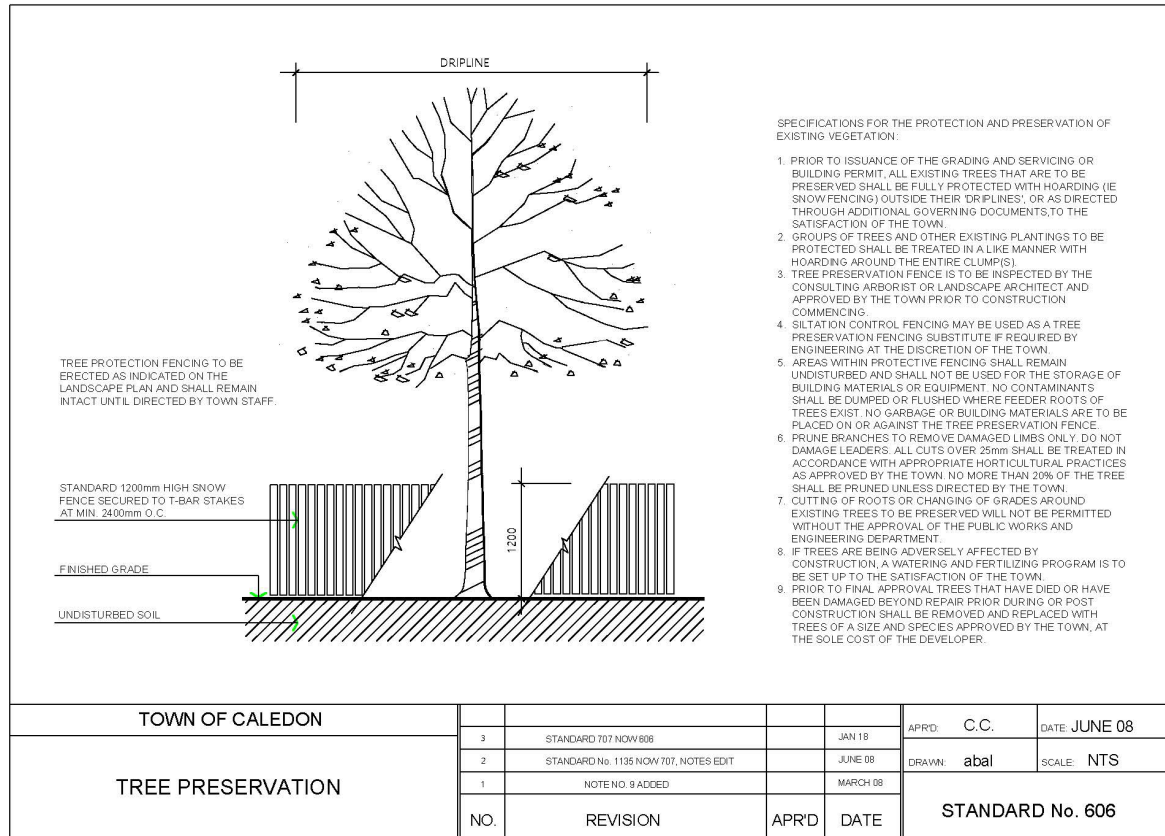 DRIPLINE
SPECIFICATIONS FOR THE PROTECTION AND PRESERVATION OF
EXISTING VEGETATION:
1. PRIOR TO ISSUANCE OF THE GRADING AND SERVICING OR
BUILDING PERMIT, ALL EXISTING TREES THAT ARE TO BE
PRESERVED SHALL BE FULLY PROTECTED WITH HOARDING (IE
SNOW FENCING) OUTSIDE THEIR 'DRIPLINES', OR AS DIRECTED
THROUGH ADDITIONAL GOVERNING DOCUMENTS,TO THE
SATISFACTION OF THE TOWN.
2. GROUPS OF TREES AND OTHER EXISTING PLANTINGS TO BE
PROTECTED SHALL BE TREATED IN A LIKE MANNER WITH
HOARDING AROUND THE ENTIRE CLUMP(S).
3. TREE PRESERVATION FENCE IS TO BE INSPECTED BY THE
CONSULTING ARBORIST OR LANDSCAPE ARCHITECT AND
APPROVED BY THE TOWN PRIOR TO CONSTRUCTION
COMMENCING.
4. SILTATION CONTROL FENCING MAY BE USED AS A TREE
PRESERVATION FENCING SUBSTITUTE IF REQUIRED BY
ENGINEERING AT THE DISCRETION OF THE TOWN.
5. AREAS WITHIN PROTECTIVE FENCING SHALL REMAIN
UNDISTURBED AND SHALL NOT BE USED FOR THE STORAGE OF
BUILDING MATERIALS OR EQUIPMENT. NO CONTAMINANTS
SHALL BE DUMPED OR FLUSHED WHERE FEEDER ROOTS OF
TREES EXIST. NO GARBAGE OR BUILDING MATERIALS ARE TO BE
PLACED ON OR AGAINST THE TREE PRESERVATION FENCE.
6. PRUNE BRANCHES TO REMOVE DAMAGED LIMBS ONLY. DO NOT
DAMAGE LEADERS. ALL CUTS OVER 25mm SHALL BE TREATED IN
ACCORDANCE WITH APPROPRIATE HORTICULTURAL PRACTICES
AS APPROVED BY THE TOWN. NO MORE THAN 20% OF THE TREE
SHALL BE PRUNED UNLESS DIRECTED BY THE TOWN.
7. CUTTING OF ROOTS OR CHANGING OF GRADES AROUND
EXISTING TREES TO BE PRESERVED WILL NOT BE PERMITTED
WITHOUT THE APPROVAL OF THE PUBLIC WORKS AND
ENGINEERING DEPARTMENT.
8. IF TREES ARE BEING ADVERSELY AFFECTED BY
CONSTRUCTION, A WATERING AND FERTILIZING PROGRAM IS TO
BE SET UP TO THE SATISFACTION OF THE TOWN.
9. PRIOR TO FINAL APPROVAL TREES THAT HAVE DIED OR HAVE
BEEN DAMAGED BEYOND REPAIR PRIOR DURING OR POST
CONSTRUCTION SHALL BE REMOVED AND REPLACED WITH
TREES OF A SIZE AND SPECIES APPROVED BY THE TOWN, AT
THE SOLE COST OF THE DEVELOPER.
TREE PROTECTION FENCING TO BE
ERECTED AS INDICATED ON THE
LANDSCAPE PLAN AND SHALL REMAIN
INTACT UNTIL DIRECTED BY TOWN STAFF.
STANDARD 1200mm HIGH SNOW
FENCE SECURED TO T-BAR STAKES
AT MIN. 2400mm O.C.
1200
FINISHED GRADE
UNDISTURBED SOIL
TOWN OF CALEDON
TREE PRESERVATION
3 STANDARD 707 NOW 606 JAN 18
2 STANDARD No. 1135 NOW 707, NOTES EDIT JUNE 08
1 NOTE NO. 9 ADDED MARCH 08
NO. REVISION APR'D DATE
APR'D: C.C. DATE: JUNE 08
DRAWN: abal SCALE: NTS
STANDARD No. 606